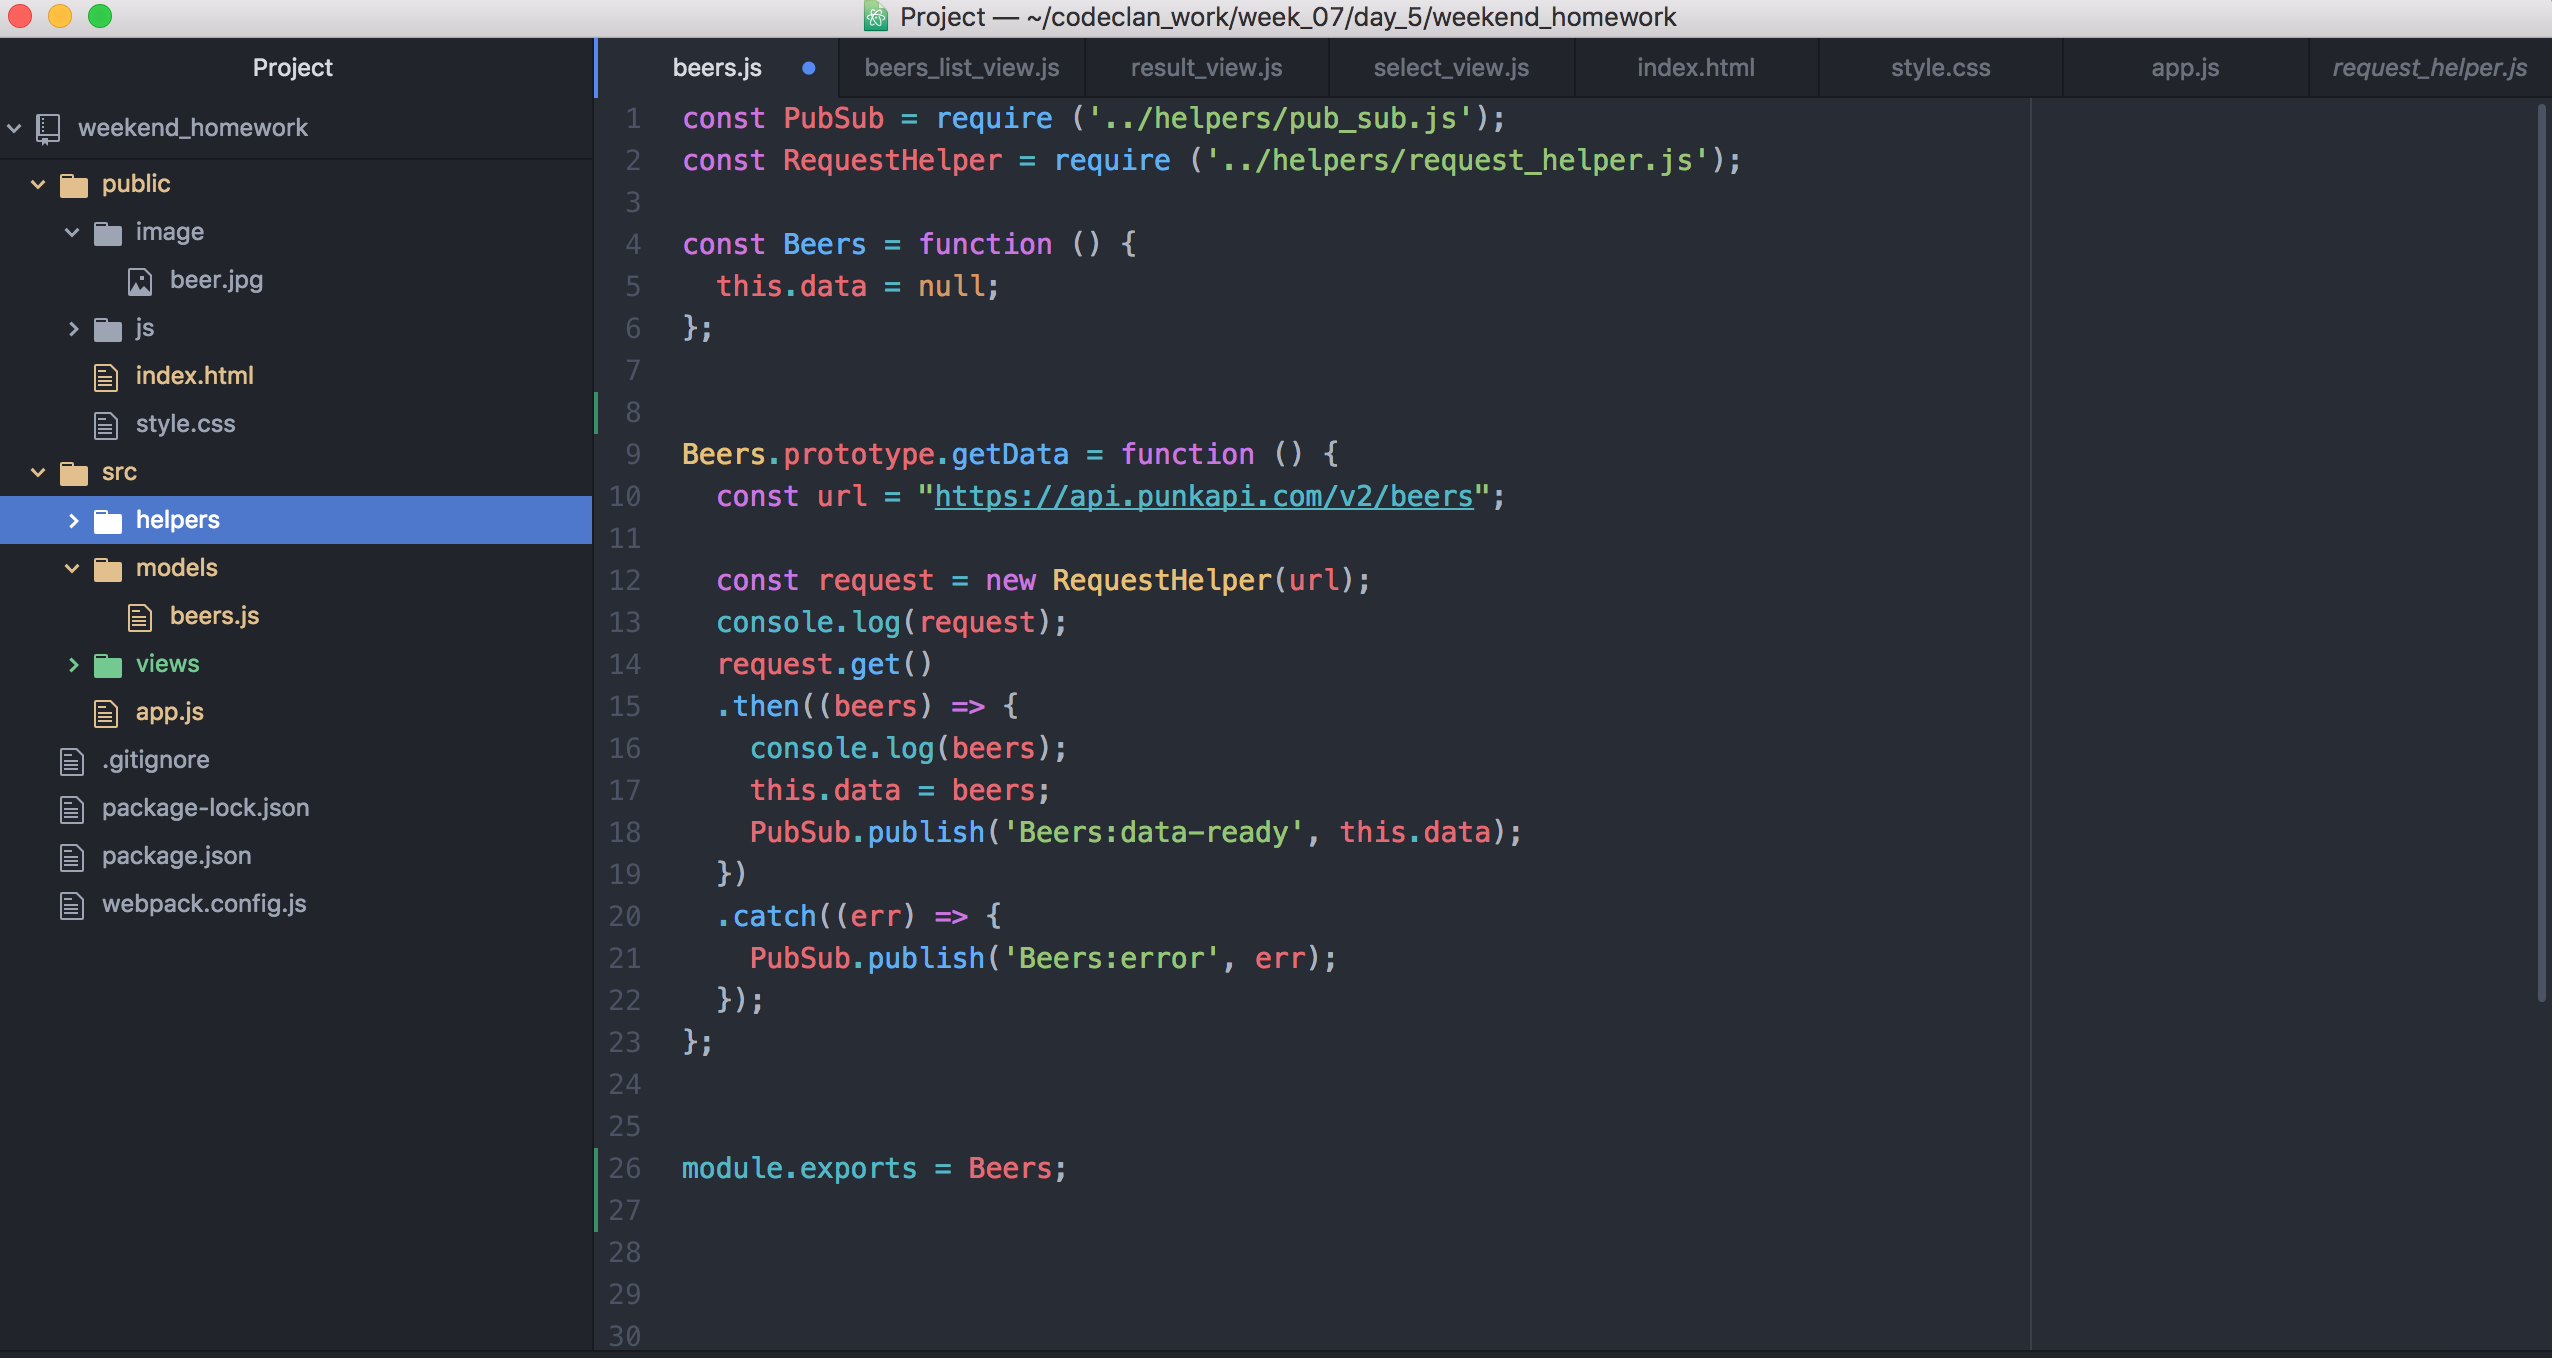 Project — ~/codeclan_work/week_07/day_5/weekend_homework
Project
weekend_homework
public
image
beer.jpg
js
index.html
style.css
src
helpers
models
beers.js
views
app.js
.gitignore
package-lock.json
package.json
webpack.config.js
beers.js beers_list_view.js result_view.js select_view.js index.html style.css app.js request_helper.js
1 const PubSub = require ('../helpers/pub_sub.js');
2 const RequestHelper = require ('../helpers/request_helper.js');
3
4 const Beers = function () {
5   this.data = null;
6 };
7
8
9 Beers.prototype.getData = function () {
10   const url = "https://api.punkapi.com/v2/beers";
11
12   const request = new RequestHelper(url);
13   console.log(request);
14   request.get()
15   .then((beers) => {
16     console.log(beers);
17     this.data = beers;
18     PubSub.publish('Beers:data-ready', this.data);
19   })
20   .catch((err) => {
21     PubSub.publish('Beers:error', err);
22   });
23 };
24
25
26 module.exports = Beers;
27
28
29
30